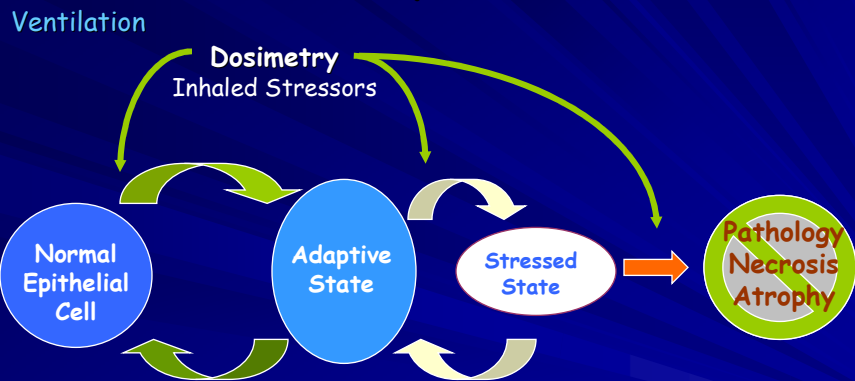 Ventilation
Dosimetry
Inhaled Stressors
Normal
Epithelial
Cell
Adaptive
State
Stressed
State
Pathology
Necrosis
Atrophy